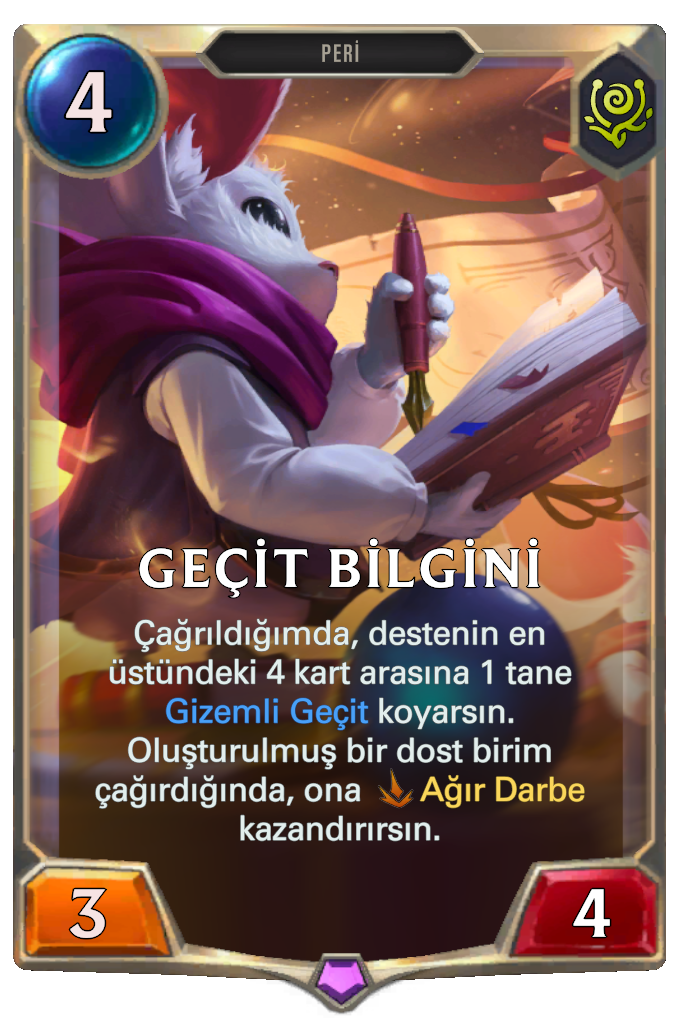 PERİ
4
GEÇİT BİLGİNİ
Çağrıldığımda, destenin en
üstündeki 4 kart arasına 1 tane
Gizemli Geçit koyarsın.
Oluşturulmuş bir dost birim
çağırdığında, ona Ağır Darbe
kazandırırsın.
3
4